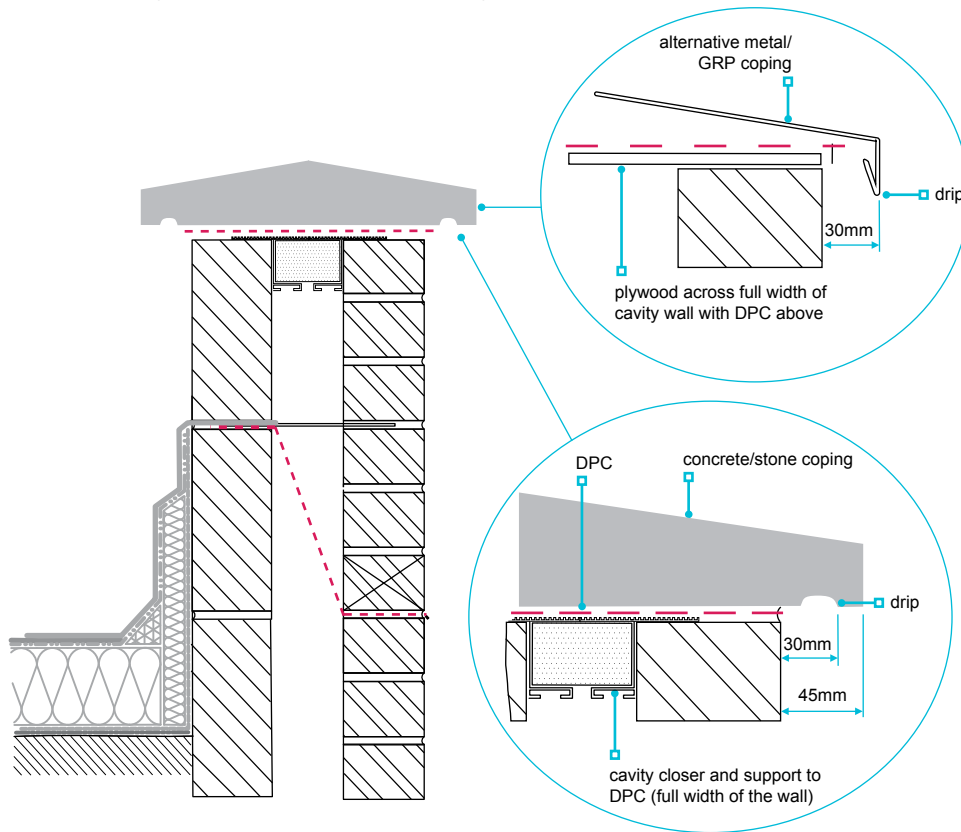 alternative metal/
GRP coping
drip
30mm
plywood across full width of
cavity wall with DPC above
DPC
concrete/stone coping
drip
30mm
45mm
cavity closer and support to
DPC (full width of the wall)